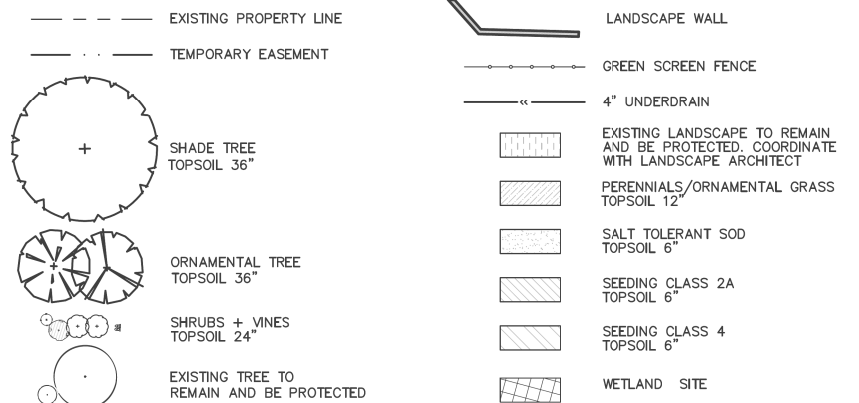 EXISTING PROPERTY LINE
TEMPORARY EASEMENT
SHADE TREE
TOPSOIL 36"
ORNAMENTAL TREE
TOPSOIL 36"
SHRUBS + VINES
TOPSOIL 24"
EXISTING TREE TO
REMAIN AND BE PROTECTED
LANDSCAPE WALL
GREEN SCREEN FENCE
4" UNDERDRAIN
EXISTING LANDSCAPE TO REMAIN
AND BE PROTECTED. COORDINATE
WITH LANDSCAPE ARCHITECT
PERENNIALS/ORNAMENTAL GRASS
TOPSOIL 12"
SALT TOLERANT SOD
TOPSOIL 6"
SEEDING CLASS 2A
TOPSOIL 6"
SEEDING CLASS 4
TOPSOIL 6"
WETLAND SITE